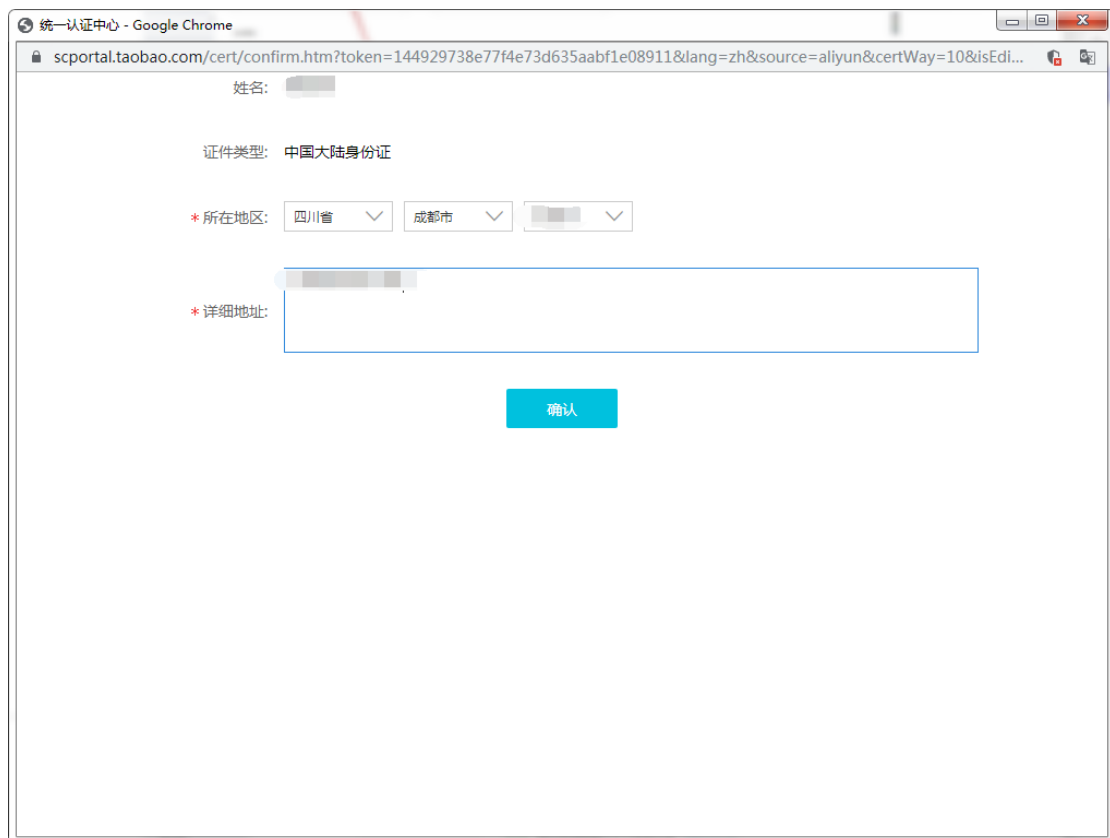 统一认证中心 - Google Chrome
scportal.taobao.com/cert/confirm.htm?token=144929738e77f4e73d635aabf1e08911&lang=zh&source=aliyun&certWay=10&isEdi...
姓名:
证件类型: 中国大陆身份证
* 所在地区: 四川省 成都市
* 详细地址:
确认